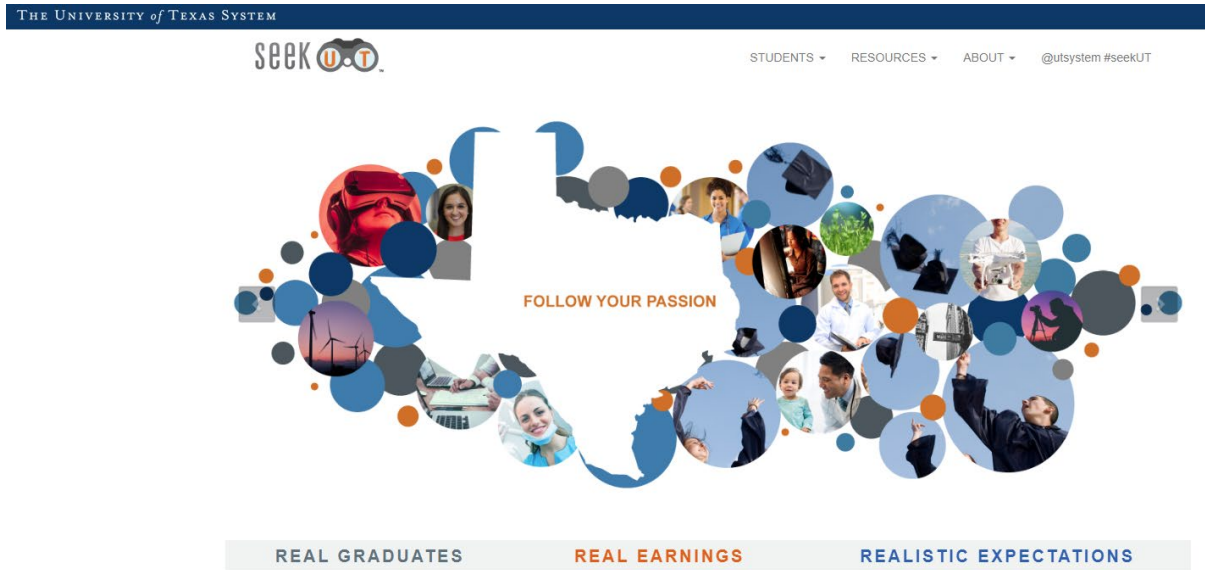 THE UNIVERSITY of TEXAS SYSTEM
seek UT™
STUDENTS RESOURCES ABOUT @utsystem #seekUT
FOLLOW YOUR PASSION
REAL GRADUATES REAL EARNINGS REALISTIC EXPECTATIONS